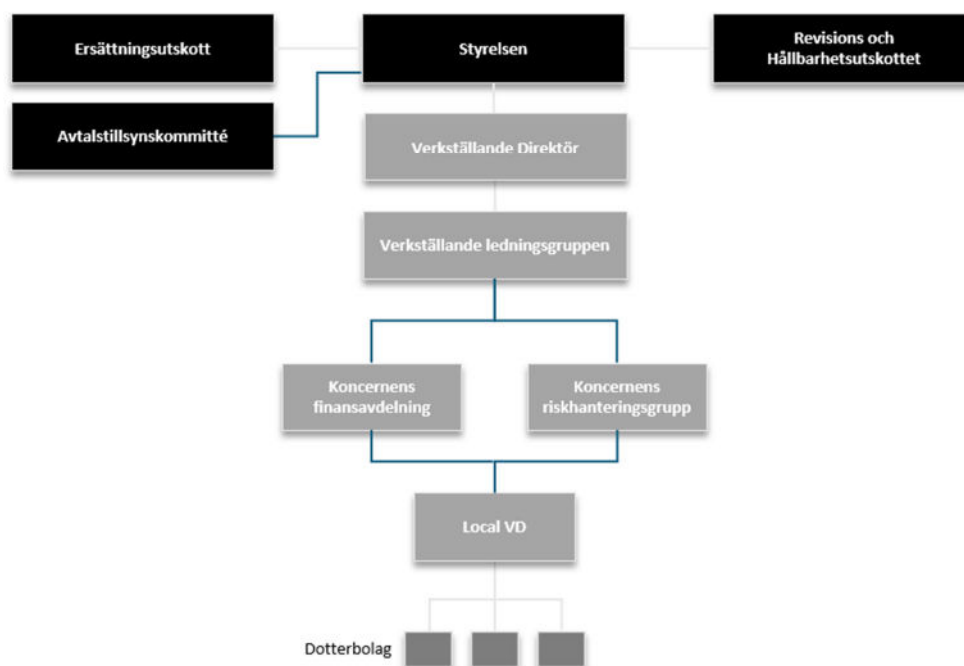 Ersättningsutskott
Styrelsen
Revisions och
Hållbarhetsutskottet
Avtalstillsynskommitté
Verkställande Direktör
Verkställande ledningsgruppen
Koncernens
finansavdelning
Koncernens
riskhanteringsgrupp
Local VD
Dotterbolag